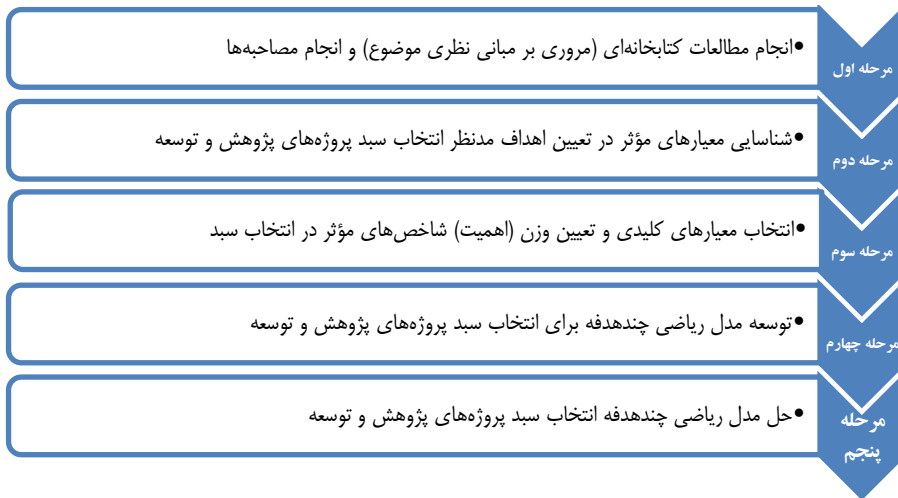 مرحله اول
•انجام مطالعات کتابخانه‌ای (مروری بر مبانی نظری موضوع) و انجام مصاحبه‌ها
مرحله دوم
•شناسایی معیارهای مؤثر در تعیین اهداف مدنظر انتخاب سبد پروژه‌های پژوهش و توسعه
مرحله سوم
•انتخاب معیارهای کلیدی و تعیین وزن (اهمیت) شاخص‌های مؤثر در انتخاب سبد
مرحله چهارم
•توسعه مدل ریاضی چندهدفه برای انتخاب سبد پروژه‌های پژوهش و توسعه
مرحله
پنجم
•حل مدل ریاضی چندهدفه انتخاب سبد پروژه‌های پژوهش و توسعه